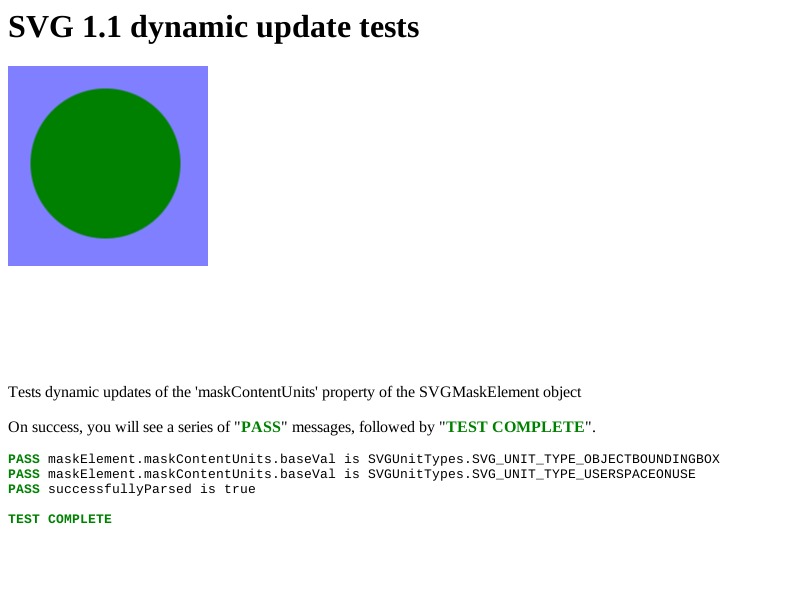 SVG 1.1 dynamic update tests
Tests dynamic updates of the 'maskContentUnits' property of the SVGMaskElement object
On success, you will see a series of "PASS" messages, followed by "TEST COMPLETE".
PASS maskElement.maskContentUnits.baseVal is SVGUnitTypes.SVG_UNIT_TYPE_OBJECTBOUNDINGBOX
PASS maskElement.maskContentUnits.baseVal is SVGUnitTypes.SVG_UNIT_TYPE_USERSPACEONUSE
PASS successfullyParsed is true
TEST COMPLETE